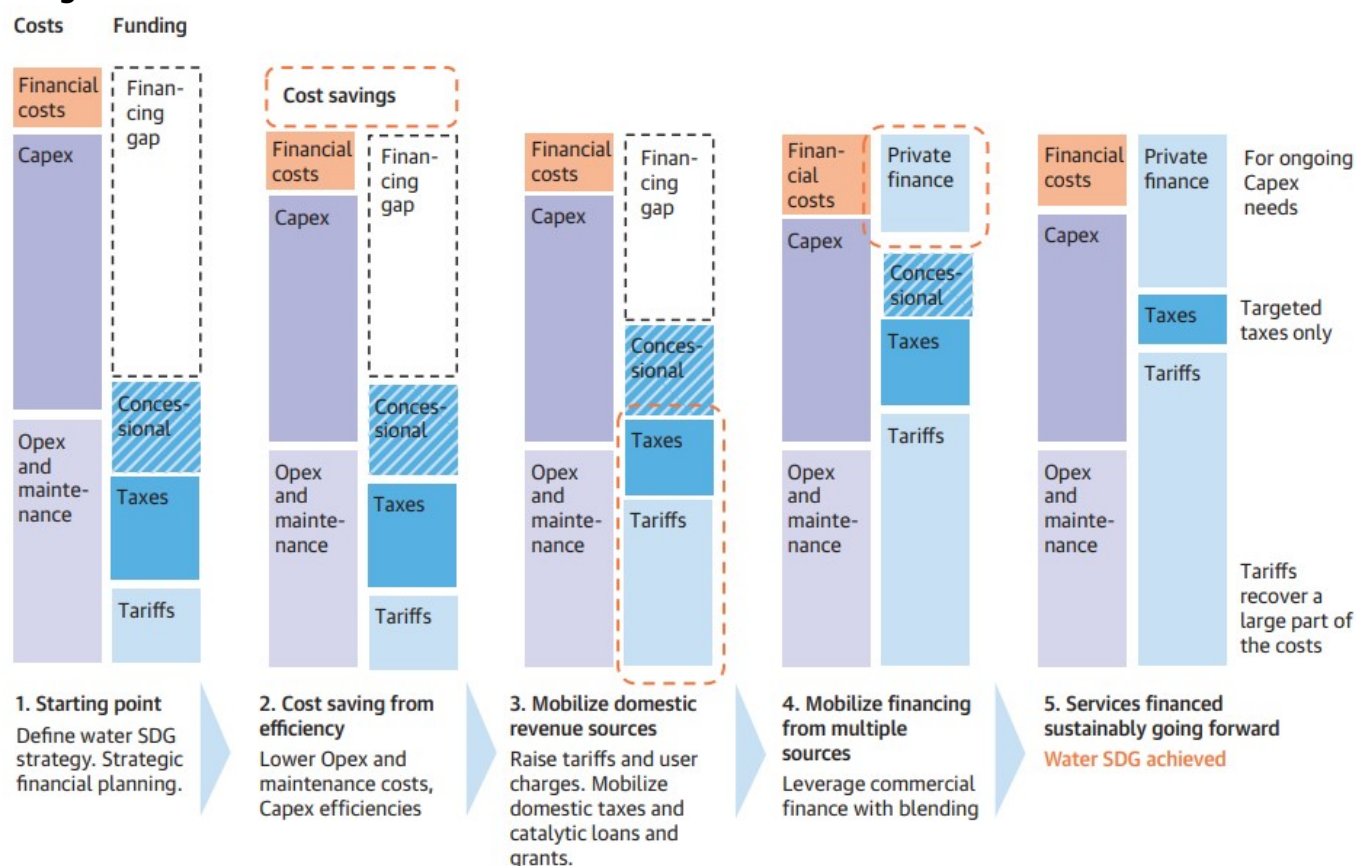 Costs
Funding
Financial
costs
Capex
Opex
and
mainte-
nance
Finan-
cing
gap
Conces-
sional
Taxes
Tariffs
1. Starting point
Define water SDG
strategy. Strategic
financial planning.
Cost savings
Financial
costs
Capex
Opex
and
mainte-
nance
Finan-
cing
gap
Conces-
sional
Taxes
Tariffs
2. Cost saving from
efficiency
Lower Opex and
maintenance costs,
Capex efficiencies
Financial
costs
Capex
Opex
and
mainte-
nance
Finan-
cing
gap
Conces-
sional
Taxes
Tariffs
3. Mobilize domestic
revenue sources
Raise tariffs and user
charges. Mobilize
domestic taxes and
catalytic loans and
grants.
Finan-
cial
costs
Capex
Opex
and
mainte-
nance
Private
finance
Conces-
sional
Taxes
Tariffs
4. Mobilize financing
from multiple
sources
Leverage commercial
finance with blending
Financial
costs
Capex
Opex
and
mainte-
nance
Private
finance
Taxes
Tariffs
For ongoing
Capex
needs
Targeted
taxes only
Tariffs
recover a
large part of
the costs
5. Services financed
sustainably going forward
Water SDG achieved